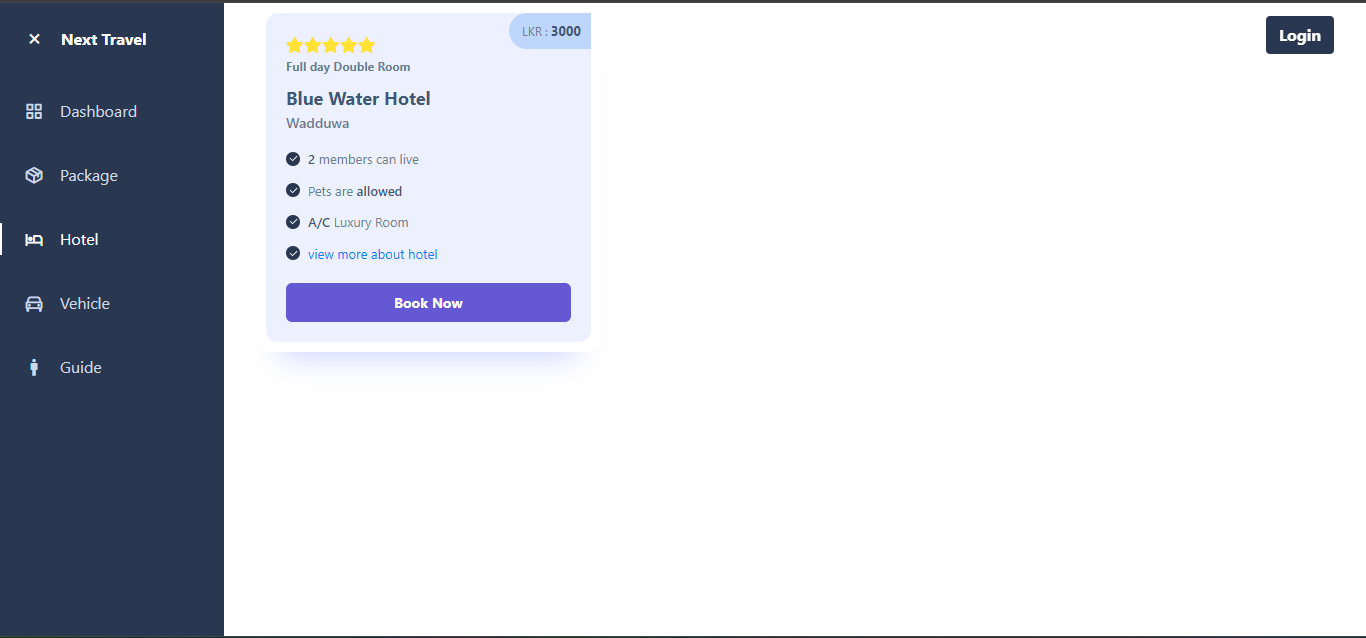 Next Travel
Dashboard
Package
Hotel
Vehicle
Guide
LKR : 3000
Full day Double Room
Blue Water Hotel
Wadduwa
2 members can live
Pets are allowed
A/C Luxury Room
view more about hotel
Book Now
Login